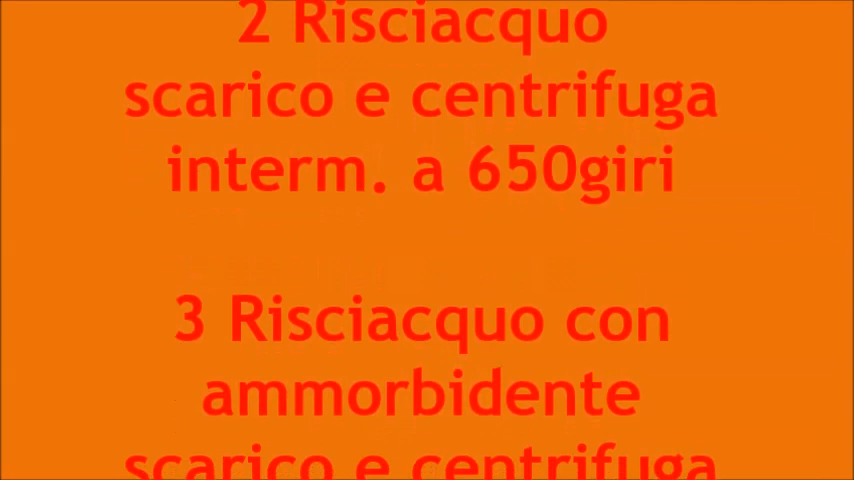 2 Risciacquo
scarico e centrifuga
interm. a 650giri
3 Risciacquo con
ammorbidente
scarico e centrifuga